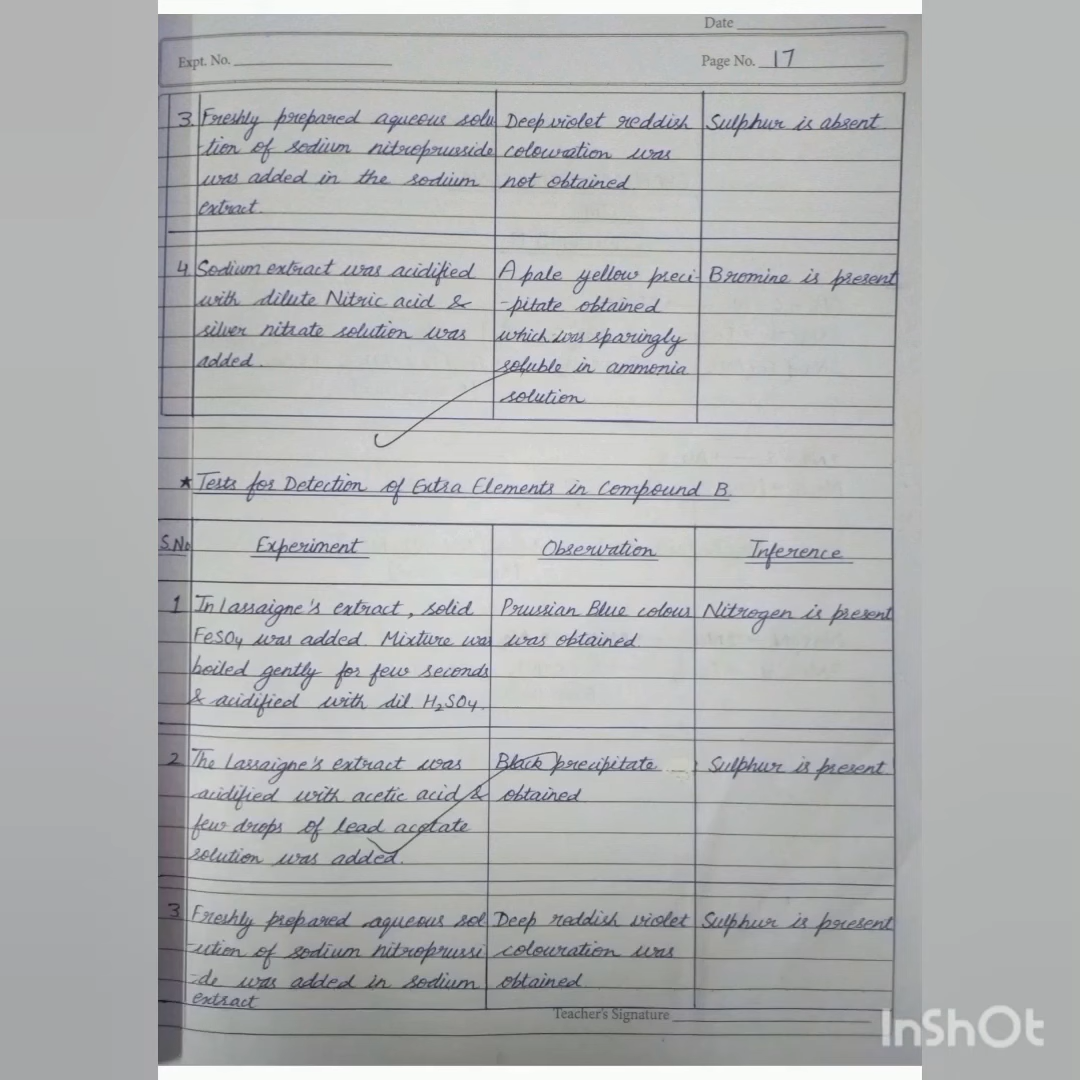 Date
Expt. No.
Page No. 17
3. Freshly prepared aqueous solu Deep violet reddish Sulphur is absent
-tion of sodium nitroprusside colouration was
was added in the sodium not obtained
extract.
4. Sodium extract was acidified A pale yellow preci- Bromine is present
with dilute Nitric acid & -pitate obtained
silver nitrate solution was which was sparingly
added. soluble in ammonia
solution
★ Tests for Detection of Extra Elements in Compound B.
S.No Experiment Observation Inference
1 In Lassaigne's extract, solid Prussian Blue colour Nitrogen is present
FeSO4 was added. Mixture was was obtained.
boiled gently for few seconds
& acidified with dil H2SO4.
2 The Lassaigne's extract was Black precipitate Sulphur is present
acidified with acetic acid & obtained
few drops of lead acetate
solution was added.
3 Freshly prepared aqueous sol Deep reddish violet Sulphur is present
-ution of sodium nitroprussi colouration was
-de was added in sodium obtained
extract
Teacher's Signature
InShOt